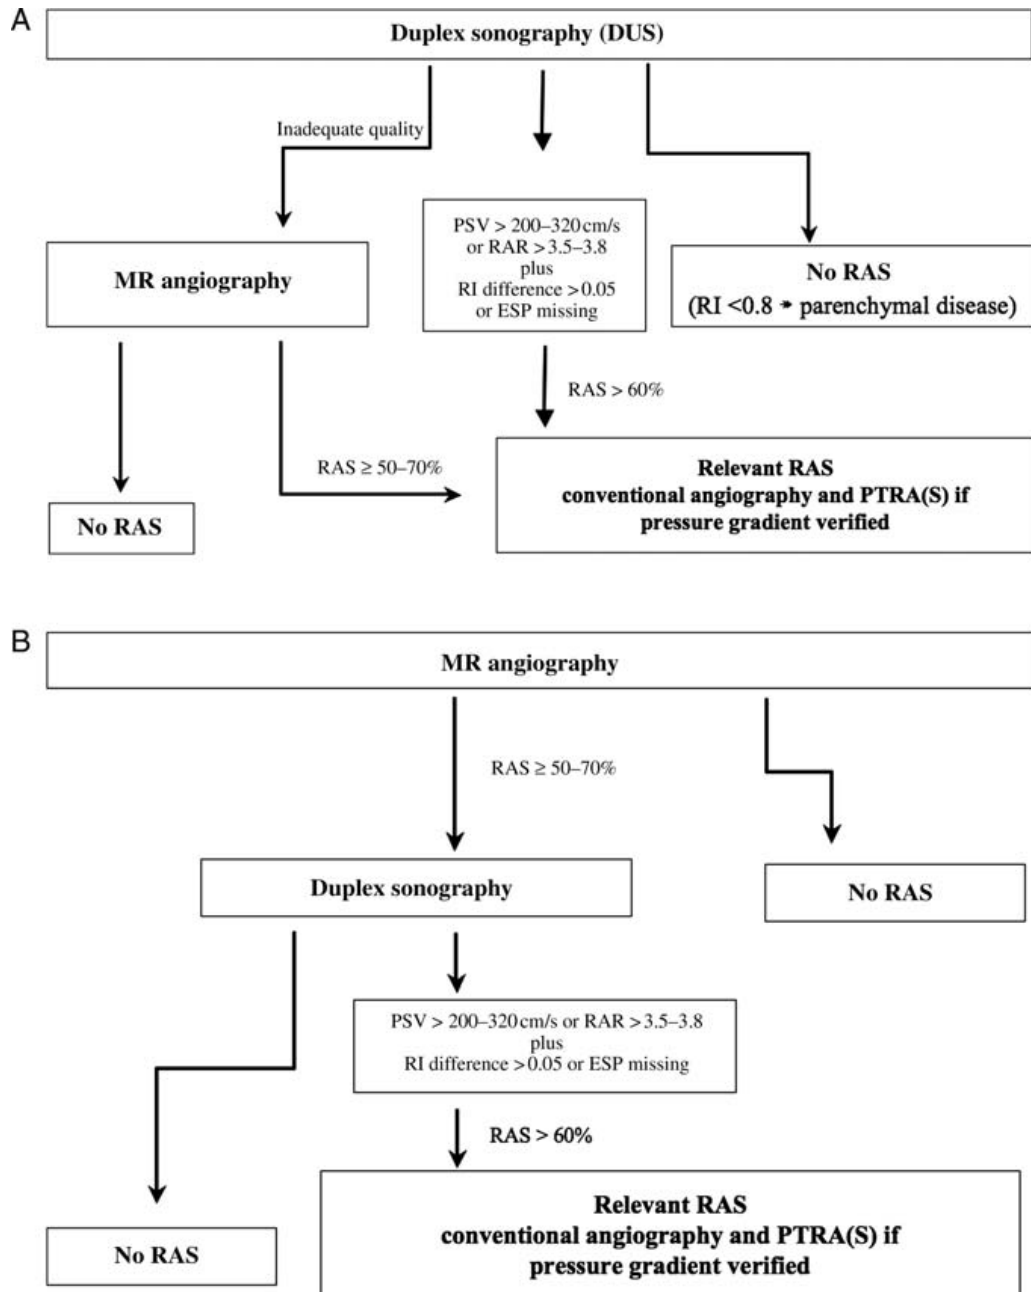 A
Duplex sonography (DUS)
Inadequate quality
PSV > 200–320 cm/s
or RAR > 3.5–3.8
plus
RI difference > 0.05
or ESP missing
MR angiography
No RAS
(RI <0.8 → parenchymal disease)
RAS > 60%
RAS ≥ 50–70%
Relevant RAS
conventional angiography and PTRA(S) if
pressure gradient verified
No RAS
B
MR angiography
RAS ≥ 50–70%
Duplex sonography
No RAS
PSV > 200–320 cm/s or RAR > 3.5–3.8
plus
RI difference > 0.05 or ESP missing
RAS > 60%
Relevant RAS
conventional angiography and PTRA(S) if
pressure gradient verified
No RAS